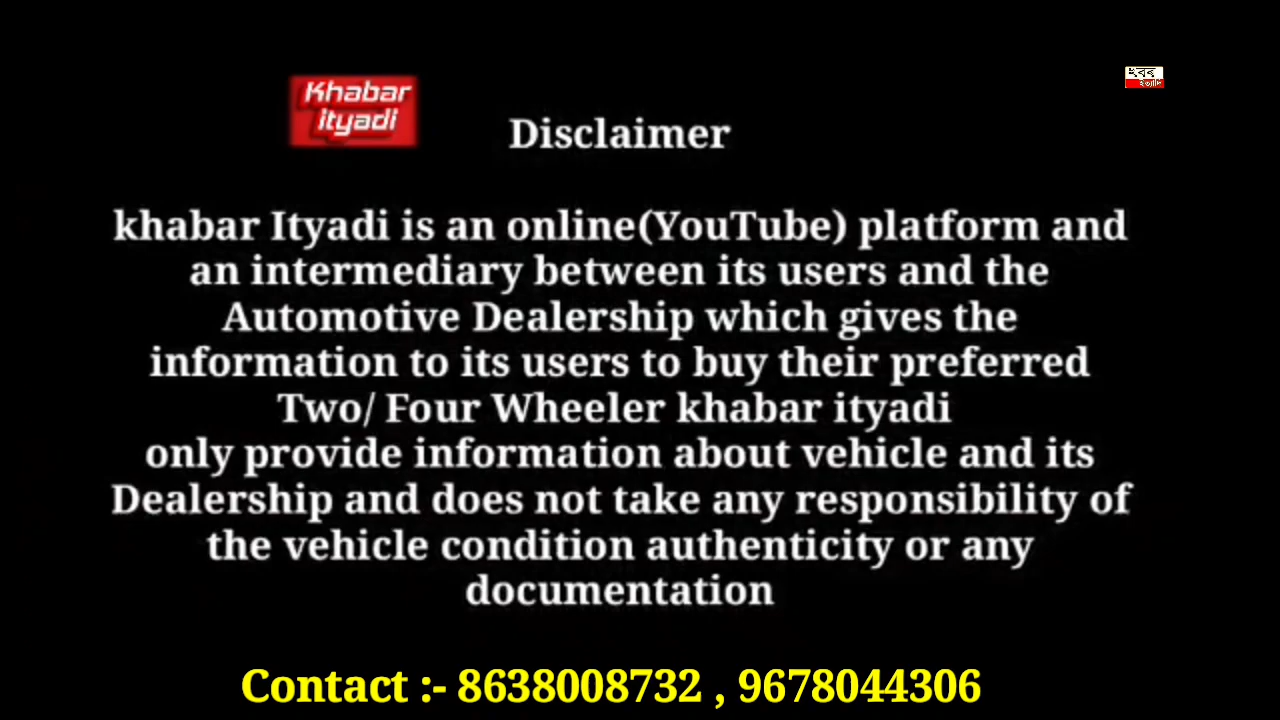 Khabar
ityadi
খবর
ইত্যাদি
Disclaimer
khabar Ityadi is an online(YouTube) platform and
an intermediary between its users and the
Automotive Dealership which gives the
information to its users to buy their preferred
Two/ Four Wheeler khabar ityadi
only provide information about vehicle and its
Dealership and does not take any responsibility of
the vehicle condition authenticity or any
documentation
Contact :- 8638008732 , 9678044306